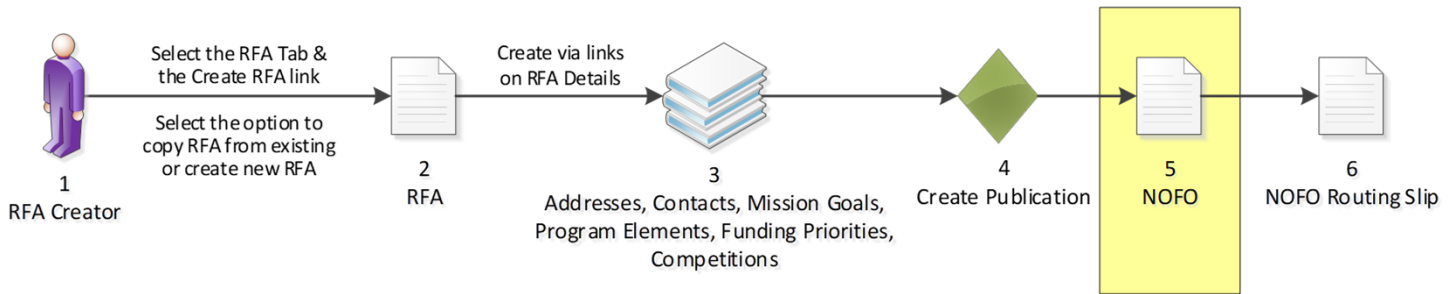 Select the RFA Tab &
the Create RFA link
Select the option to
copy RFA from existing
or create new RFA
Create via links
on RFA Details
1
RFA Creator
2
RFA
3
Addresses, Contacts, Mission Goals,
Program Elements, Funding Priorities,
Competitions
4
Create Publication
5
NOFO
6
NOFO Routing Slip